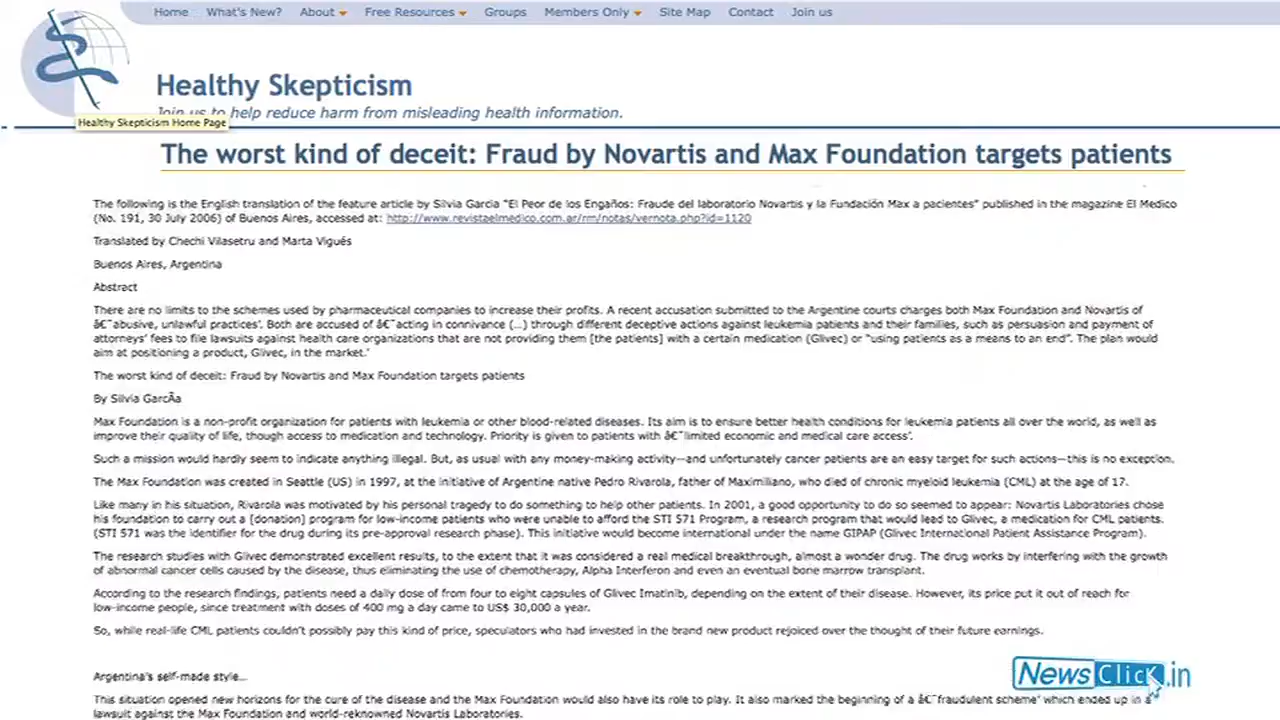 Home What's New? About Free Resources Groups Members Only Site Map Contact Join us
Healthy Skepticism
Join us to help reduce harm from misleading health information.
Healthy Skepticism Home Page
The worst kind of deceit: Fraud by Novartis and Max Foundation targets patients
The following is the English translation of the feature article by Silvia Garcia "El Peor de los Engaños: Fraude del laboratorio Novartis y la Fundación Max a pacientes" published in the magazine El Medico
(No. 191, 30 July 2006) of Buenos Aires, accessed at: http://www.revistaelmedico.com.ar/rm/notas/vernota.php?id=1120
Translated by Chechi Vilasetru and Marta Vigués
Buenos Aires, Argentina
Abstract
There are no limits to the schemes used by pharmaceutical companies to increase their profits. A recent accusation submitted to the Argentine courts charges both Max Foundation and Novartis of
â€˜abusive, unlawful practices'. Both are accused of â€˜acting in connivance (...) through different deceptive actions against leukemia patients and their families, such as persuasion and payment of
attorneys' fees to file lawsuits against health care organizations that are not providing them [the patients] with a certain medication (Glivec) or "using patients as a means to an end". The plan would
aim at positioning a product, Glivec, in the market.'
The worst kind of deceit: Fraud by Novartis and Max Foundation targets patients
By Silvia GarcÃa
Max Foundation is a non-profit organization for patients with leukemia or other blood-related diseases. Its aim is to ensure better health conditions for leukemia patients all over the world, as well as
improve their quality of life, though access to medication and technology. Priority is given to patients with â€˜limited economic and medical care access'.
Such a mission would hardly seem to indicate anything illegal. But, as usual with any money-making activity—and unfortunately cancer patients are an easy target for such actions—this is no exception.
The Max Foundation was created in Seattle (US) in 1997, at the initiative of Argentine native Pedro Rivarola, father of Maximiliano, who died of chronic myeloid leukemia (CML) at the age of 17.
Like many in his situation, Rivarola was motivated by his personal tragedy to do something to help other patients. In 2001, a good opportunity to do so seemed to appear: Novartis Laboratories chose
his foundation to carry out a [donation] program for low-income patients who were unable to afford the STI 571 Program, a research program that would lead to Glivec, a medication for CML patients.
(STI 571 was the identifier for the drug during its pre-approval research phase). This initiative would become international under the name GIPAP (Glivec International Patient Assistance Program).
The research studies with Glivec demonstrated excellent results, to the extent that it was considered a real medical breakthrough, almost a wonder drug. The drug works by interfering with the growth
of abnormal cancer cells caused by the disease, thus eliminating the use of chemotherapy, Alpha Interferon and even an eventual bone marrow transplant.
According to the research findings, patients need a daily dose of from four to eight capsules of Glivec Imatinib, depending on the extent of their disease. However, its price put it out of reach for
low-income people, since treatment with doses of 400 mg a day came to US$ 30,000 a year.
So, while real-life CML patients couldn't possibly pay this kind of price, speculators who had invested in the brand new product rejoiced over the thought of their future earnings.
Argentina's self-made style...
This situation opened new horizons for the cure of the disease and the Max Foundation would also have its role to play. It also marked the beginning of a â€˜fraudulent scheme' which ended up in a
lawsuit against the Max Foundation and world-reknowned Novartis Laboratories.
NewsClick.in